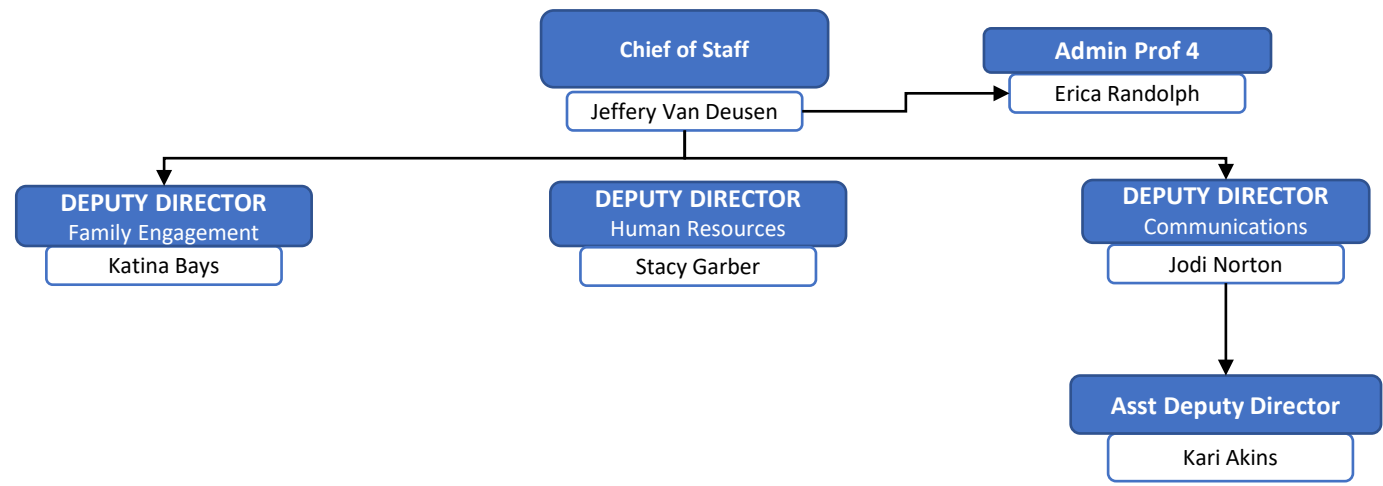 Chief of Staff
Jeffery Van Deusen
Admin Prof 4
Erica Randolph
DEPUTY DIRECTOR
Family Engagement
Katina Bays
DEPUTY DIRECTOR
Human Resources
Stacy Garber
DEPUTY DIRECTOR
Communications
Jodi Norton
Asst Deputy Director
Kari Akins